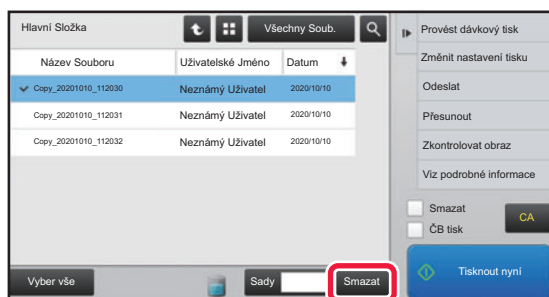 Hlavní Složka
Všechny Soub.
Název Souboru Uživatelské Jméno Datum
Copy_20201010_112030 Neznámý Uživatel 2020/10/10
Copy_20201010_112031 Neznámý Uživatel 2020/10/10
Copy_20201010_112032 Neznámý Uživatel 2020/10/10
Vyber vše
Sady
Smazat
Provést dávkový tisk
Změnit nastavení tisku
Odeslat
Přesunout
Zkontrolovat obraz
Viz podrobné informace
Smazat
ČB tisk
CA
Tisknout nyní